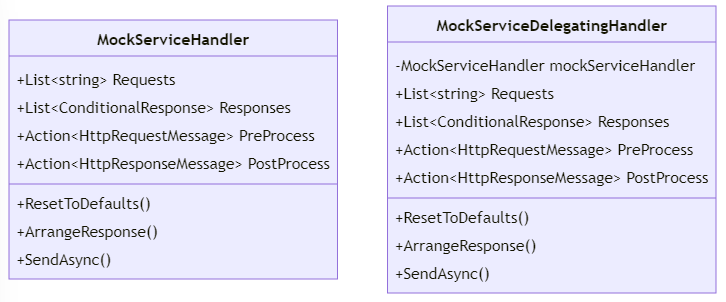 MockServiceHandler
+List<string> Requests
+List<ConditionalResponse> Responses
+Action<HttpRequestMessage> PreProcess
+Action<HttpResponseMessage> PostProcess
+ResetToDefaults()
+ArrangeResponse()
+SendAsync()
MockServiceDelegatingHandler
-MockServiceHandler mockServiceHandler
+List<string> Requests
+List<ConditionalResponse> Responses
+Action<HttpRequestMessage> PreProcess
+Action<HttpResponseMessage> PostProcess
+ResetToDefaults()
+ArrangeResponse()
+SendAsync()